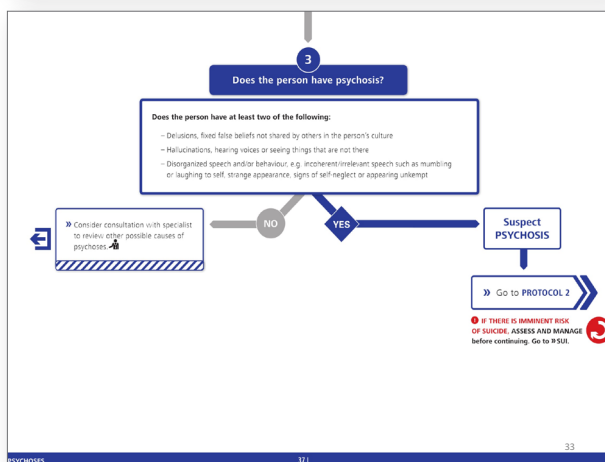 3
Does the person have psychosis?
Does the person have at least two of the following:
– Delusions, fixed false beliefs not shared by others in the person's culture
– Hallucinations, hearing voices or seeing things that are not there
– Disorganized speech and/or behaviour, e.g. incoherent/irrelevant speech such as mumbling
or laughing to self, strange appearance, signs of self-neglect or appearing unkempt
NO
YES
» Consider consultation with specialist
to review other possible causes of
psychoses.
Suspect
PSYCHOSIS
» Go to PROTOCOL 2
IF THERE IS IMMINENT RISK
OF SUICIDE, ASSESS AND MANAGE
before continuing. Go to »SUI.
33
PSYCHOSES
37 |